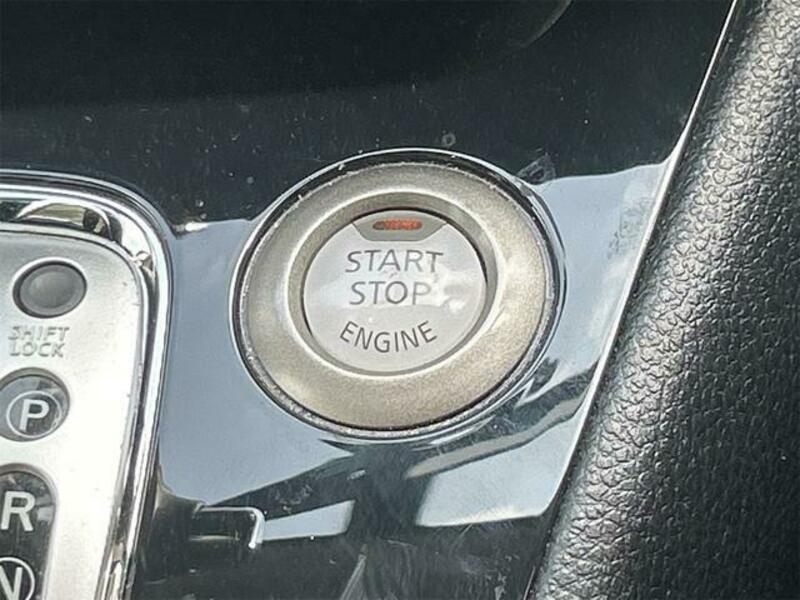 START
STOP
ENGINE
SHIFT
LOCK
P
R
N